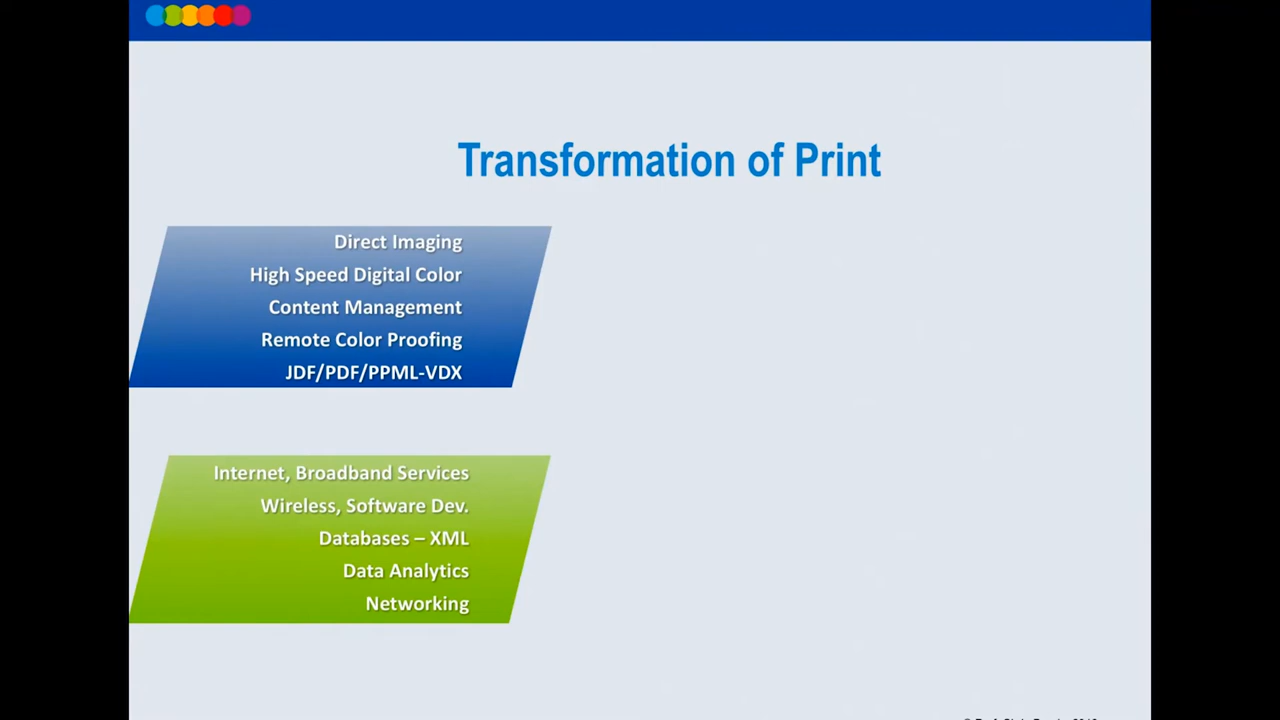 Transformation of Print
Direct Imaging
High Speed Digital Color
Content Management
Remote Color Proofing
JDF/PDF/PPML-VDX
Internet, Broadband Services
Wireless, Software Dev.
Databases – XML
Data Analytics
Networking